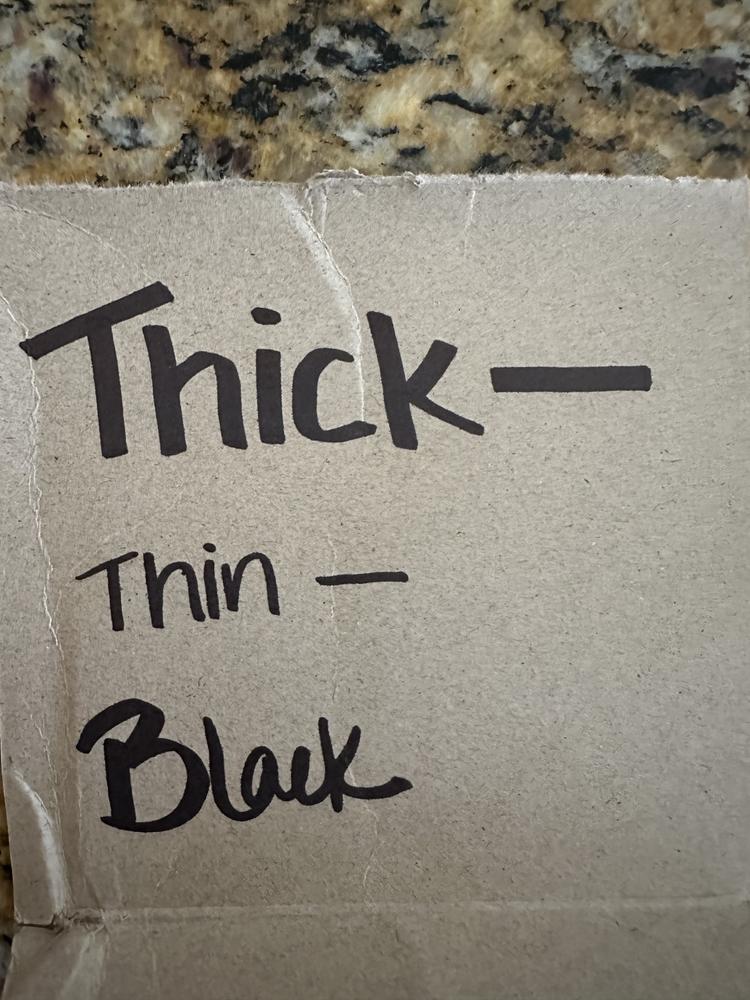 Thick —
Thin —
Black